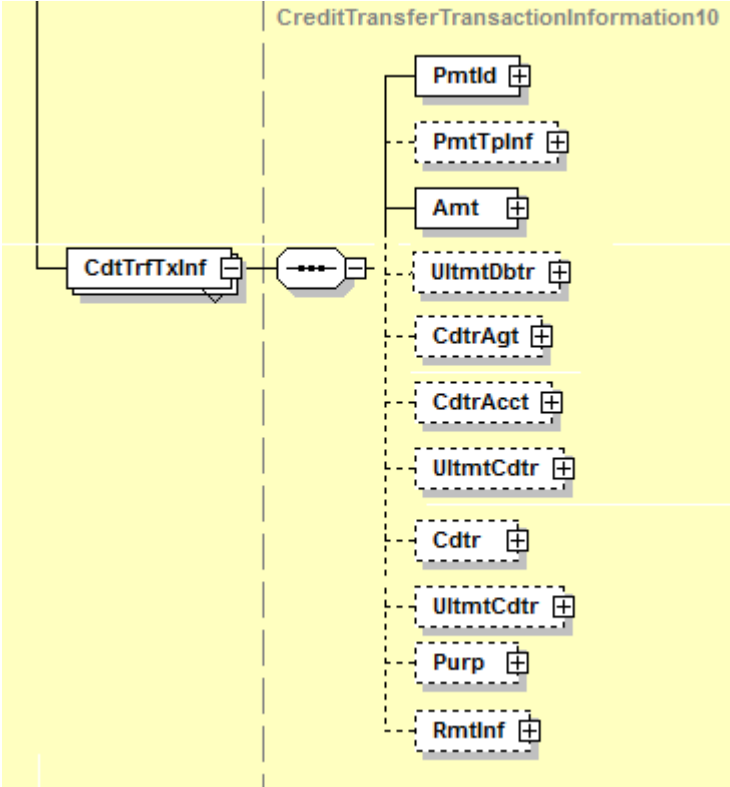 CreditTransferTransactionInformation10
PmtId
PmtTpInf
Amt
CdtTrfTxInf
UltmtDbtr
CdtrAgt
CdtrAcct
UltmtCdtr
Cdtr
UltmtCdtr
Purp
RmtInf